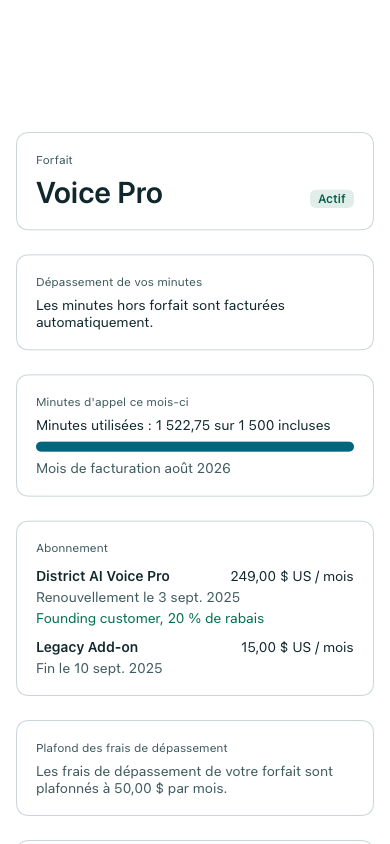 Forfait
Voice Pro
Actif
Dépassement de vos minutes
Les minutes hors forfait sont facturées
automatiquement.
Minutes d'appel ce mois-ci
Minutes utilisées : 1 522,75 sur 1 500 incluses
Mois de facturation août 2026
Abonnement
District AI Voice Pro 249,00 $ US / mois
Renouvellement le 3 sept. 2025
Founding customer, 20 % de rabais
Legacy Add-on 15,00 $ US / mois
Fin le 10 sept. 2025
Plafond des frais de dépassement
Les frais de dépassement de votre forfait sont
plafonnés à 50,00 $ par mois.